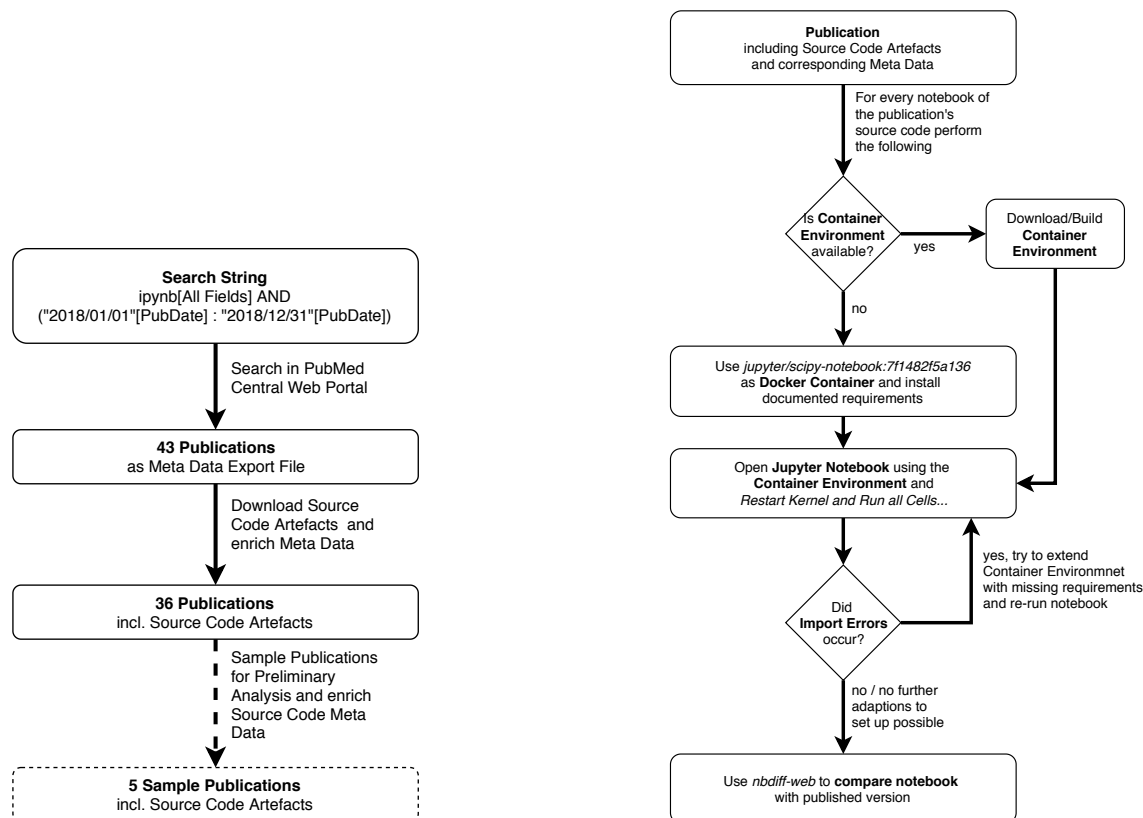 Search String
ipynb[All Fields] AND
("2018/01/01"[PubDate] : "2018/12/31"[PubDate])
Search in PubMed
Central Web Portal
43 Publications
as Meta Data Export File
Download Source
Code Artefacts and
enrich Meta Data
36 Publications
incl. Source Code Artefacts
Sample Publications
for Preliminary
Analysis and enrich
Source Code Meta
Data
5 Sample Publications
incl. Source Code Artefacts
Publication
including Source Code Artefacts
and corresponding Meta Data
For every notebook of
the publication's
source code perform
the following
Is Container
Environment
available?
yes
Download/Build
Container
Environment
no
Use jupyter/scipy-notebook:7f1482f5a136
as Docker Container and install
documented requirements
Open Jupyter Notebook using the
Container Environment and
Restart Kernel and Run all Cells...
yes, try to extend
Container Environmnet
with missing requirements
and re-run notebook
Did
Import Errors
occur?
no / no further
adaptions to
set up possible
Use nbdiff-web to compare notebook
with published version